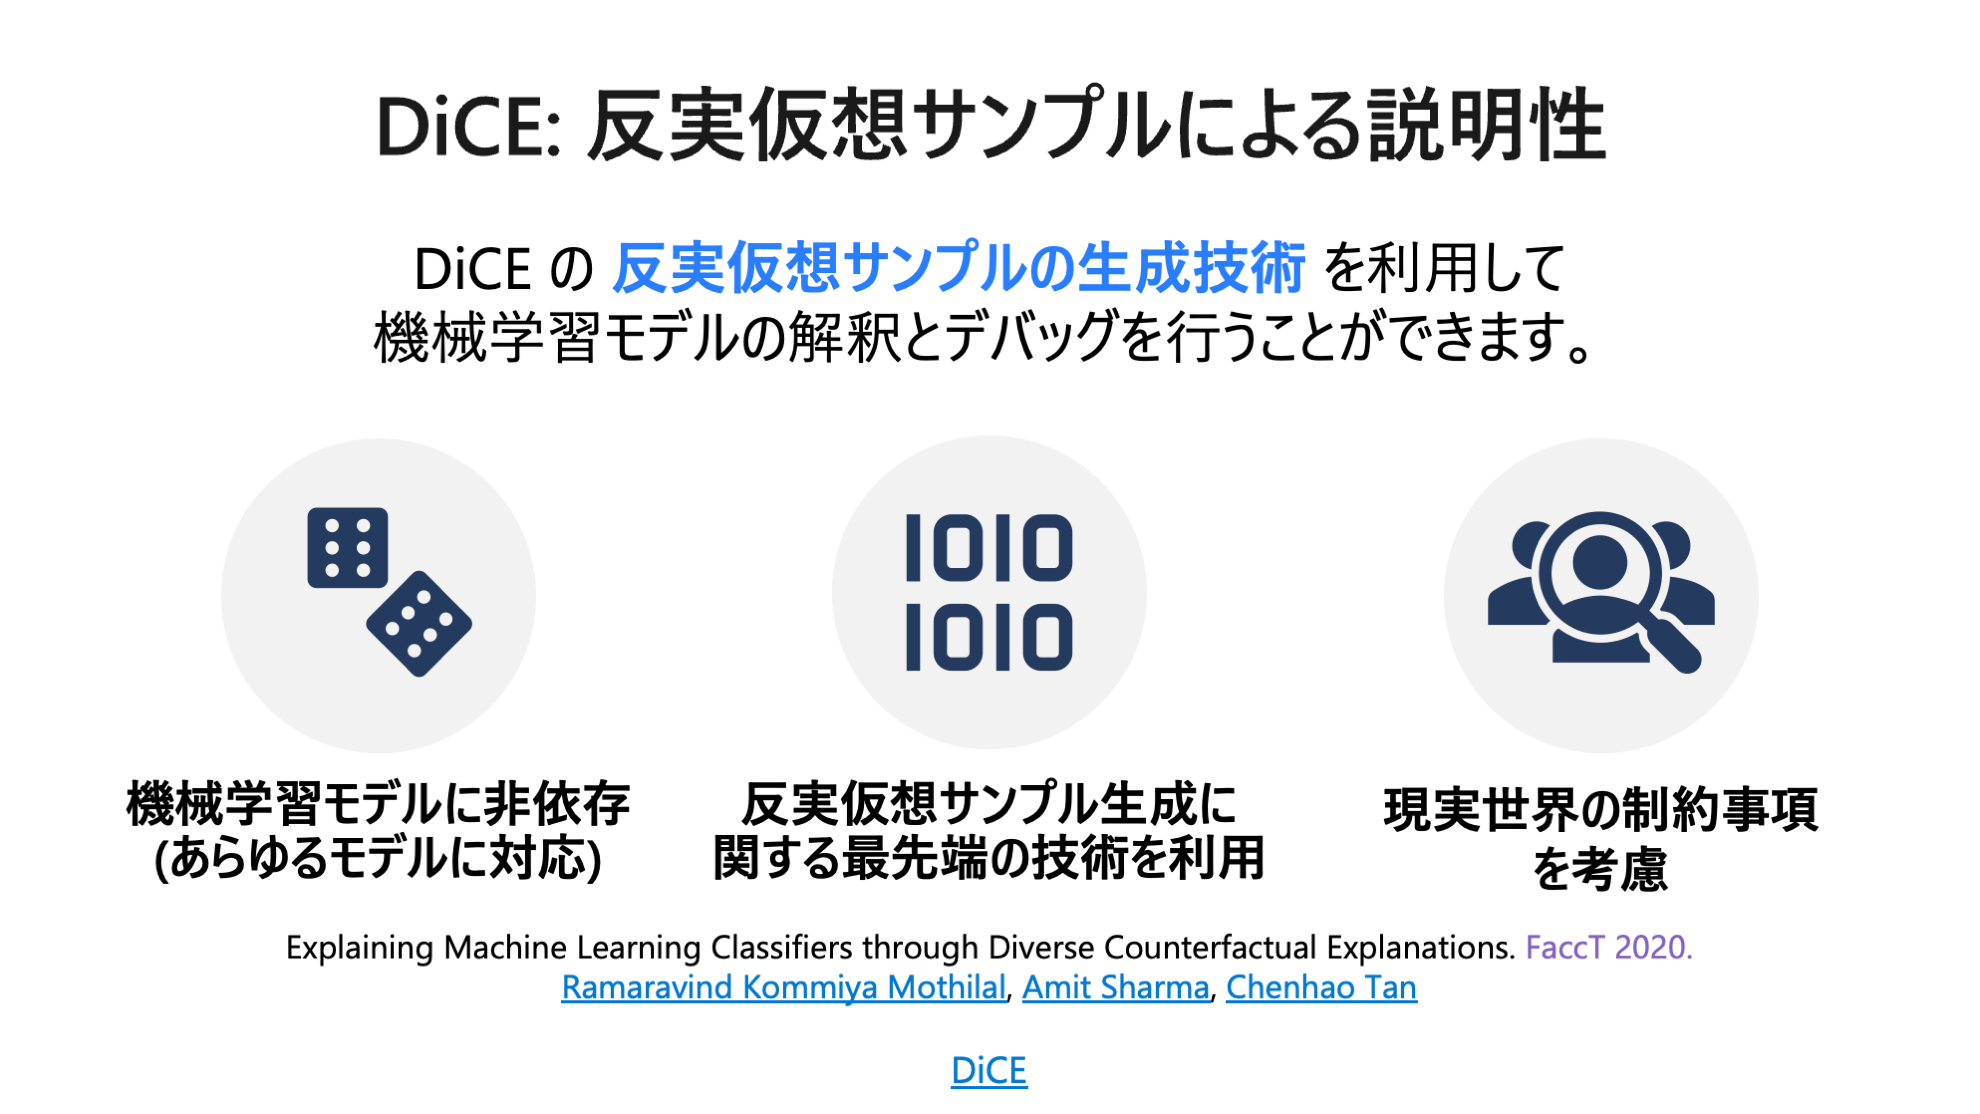 DiCE: 反実仮想サンプルによる説明性
DiCE の 反実仮想サンプルの生成技術 を利用して
機械学習モデルの解釈とデバッグを行うことができます。
1010
1010
機械学習モデルに非依存
(あらゆるモデルに対応)
反実仮想サンプル生成に
関する最先端の技術を利用
現実世界の制約事項
を考慮
Explaining Machine Learning Classifiers through Diverse Counterfactual Explanations. FaccT 2020.
Ramaravind Kommiya Mothilal, Amit Sharma, Chenhao Tan
DiCE